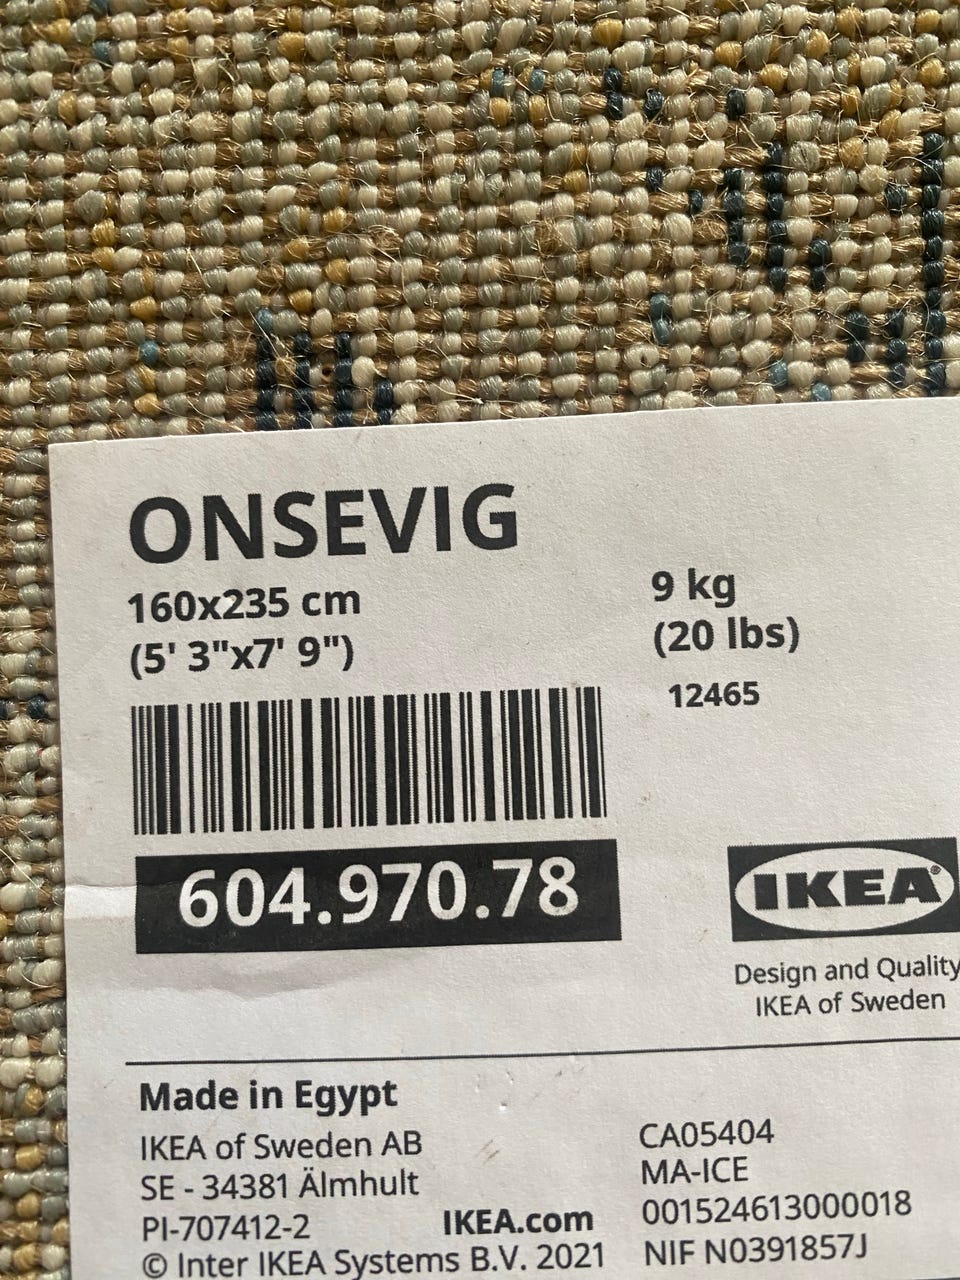 ONSEVIG
160x235 cm
(5' 3"x7' 9")
9 kg
(20 lbs)
12465
604.970.78
IKEA®
Design and Quality
IKEA of Sweden
Made in Egypt
IKEA of Sweden AB
SE - 34381 Älmhult
PI-707412-2
IKEA.com
© Inter IKEA Systems B.V. 2021
CA05404
MA-ICE
001524613000018
NIF N0391857J